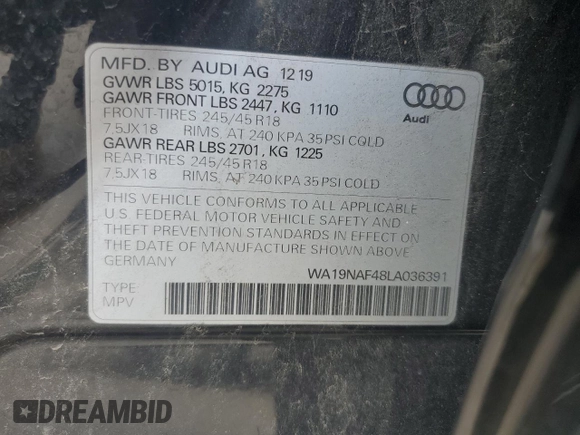 MFD. BY AUDI AG 12 19
GVWR LBS 5015, KG 2275
GAWR FRONT LBS 2447, KG 1110
FRONT-TIRES 245/45 R18
7,5JX18 RIMS, AT 240 KPA 35 PSI COLD
GAWR REAR LBS 2701, KG 1225
REAR-TIRES 245/45 R18
7,5JX18 RIMS, AT 240 KPA 35 PSI COLD
THIS VEHICLE CONFORMS TO ALL APPLICABLE
U.S. FEDERAL MOTOR VEHICLE SAFETY AND
THEFT PREVENTION STANDARDS IN EFFECT ON
THE DATE OF MANUFACTURE SHOWN ABOVE
WA19NAF48LA036391
TYPE
MPV
Audi
DREAMBID